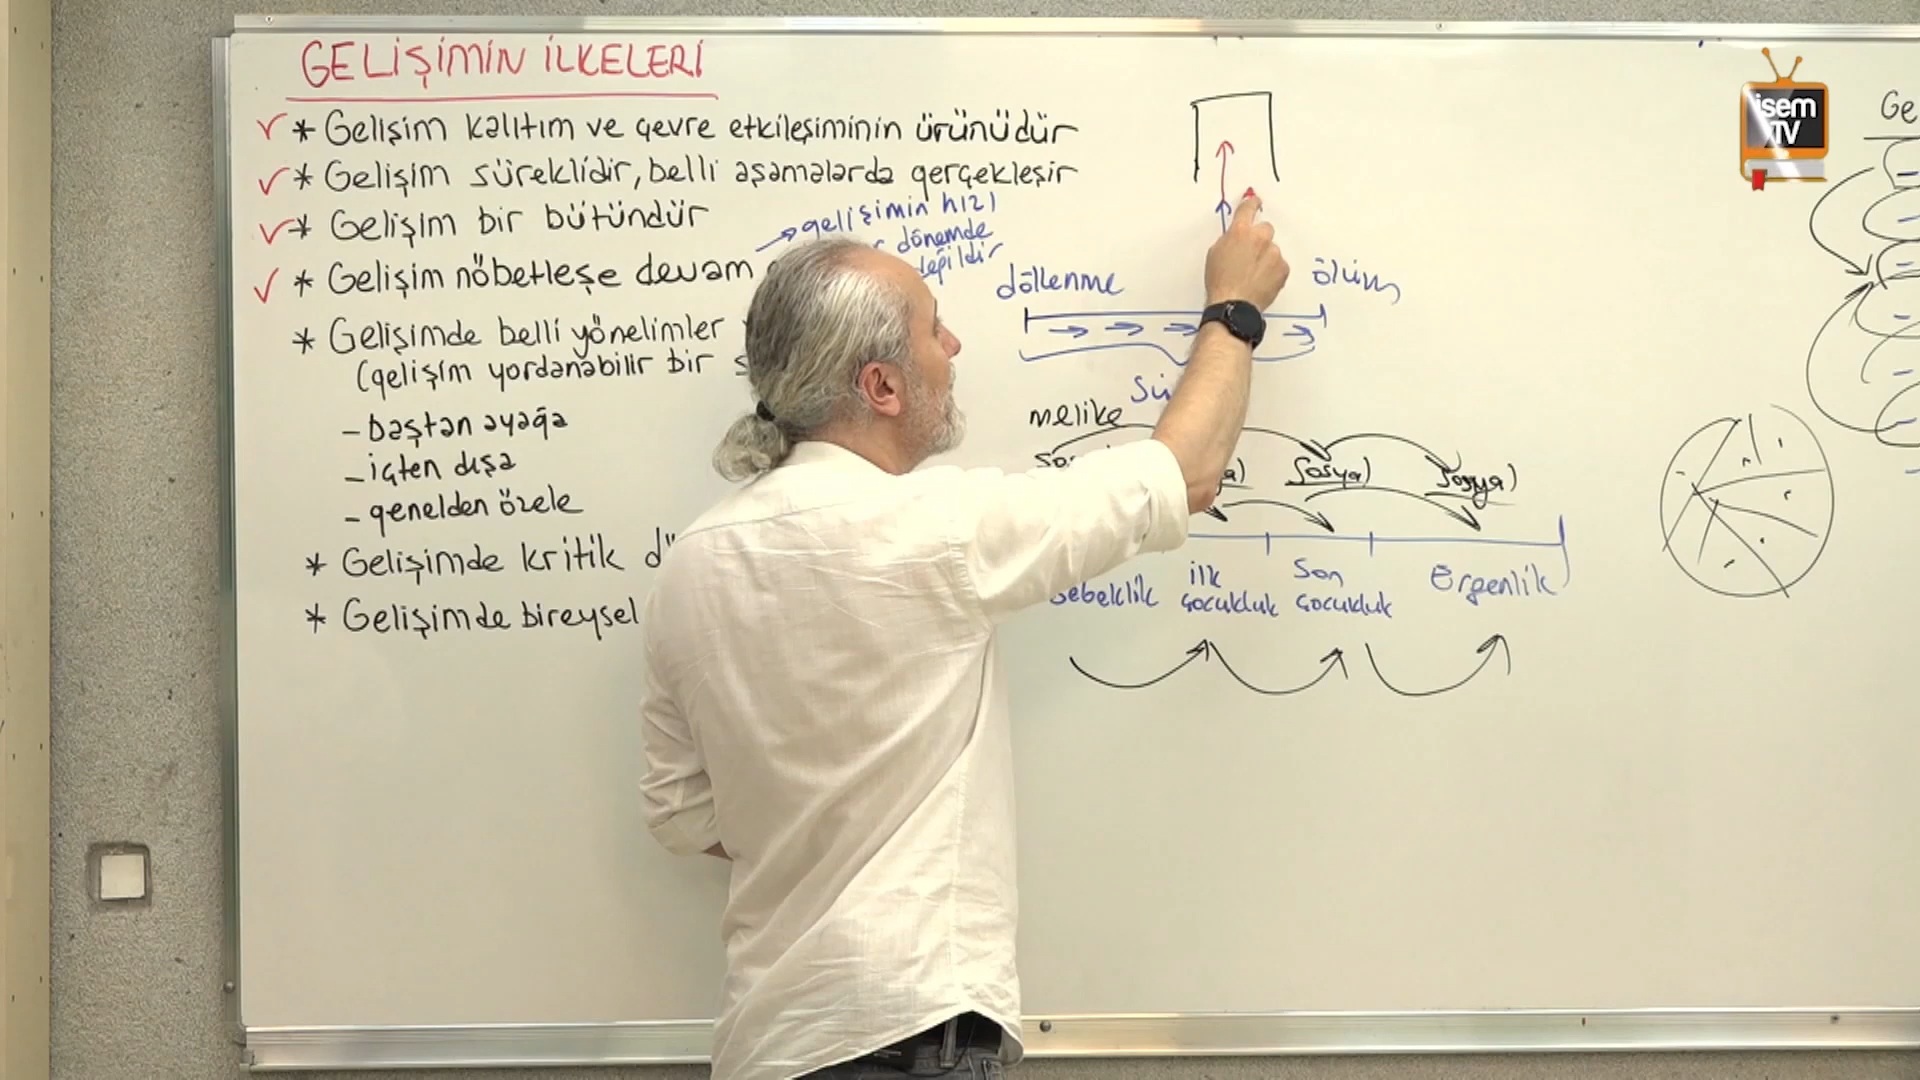 GELİŞİMİN İLKELERİ
* Gelişim kalıtım ve çevre etkileşiminin ürünüdür
* Gelişim süreklidir, belli aşamalarda gerçekleşir
* Gelişim bir bütündür
gelişimin hızı
dönemde
değildir
* Gelişim nöbetleşe devam
* Gelişimde belli yönelimler
(gelişim yordanabilir bir
- baştan ayağa
- içten dışa
- genelden özele
* Gelişimde kritik
* Gelişimde bireysel
döllenme
ölüm
melike
Sosyal
Sosyal
Bebeklik
ilk çocukluk
Son çocukluk
Ergenlik
Ge
isem
TV